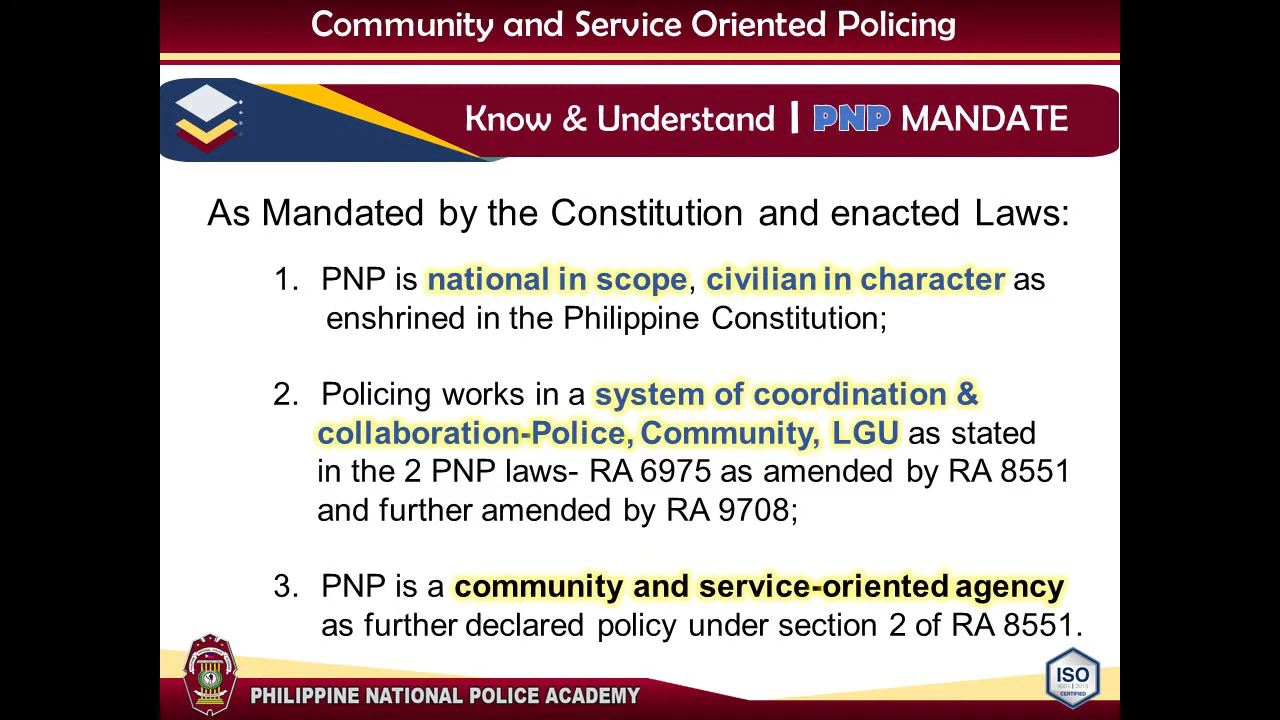 Community and Service Oriented Policing
Know & Understand | PNP MANDATE
As Mandated by the Constitution and enacted Laws:
1. PNP is national in scope, civilian in character as
enshrined in the Philippine Constitution;
2. Policing works in a system of coordination &
collaboration-Police, Community, LGU as stated
in the 2 PNP laws- RA 6975 as amended by RA 8551
and further amended by RA 9708;
3. PNP is a community and service-oriented agency
as further declared policy under section 2 of RA 8551.
PHILIPPINE NATIONAL POLICE ACADEMY
ISO
9001 | 2015
CERTIFIED